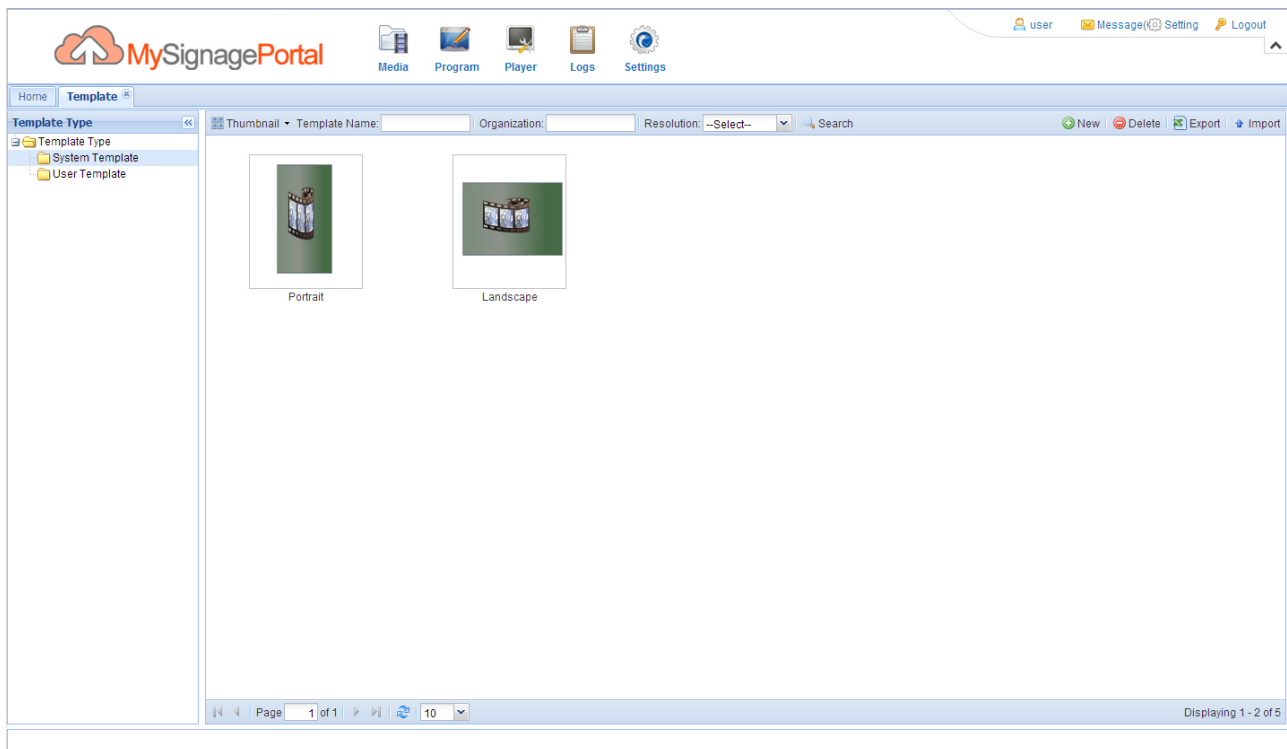 user Message( Setting Logout
MySignagePortal
Media Program Player Logs Settings
Home Template
Template Type
Thumbnail Template Name: Organization: Resolution: --Select-- Search New Delete Export Import
Template Type
System Template
User Template
Portrait Landscape
Page 1 of 1 10 Displaying 1 - 2 of 5